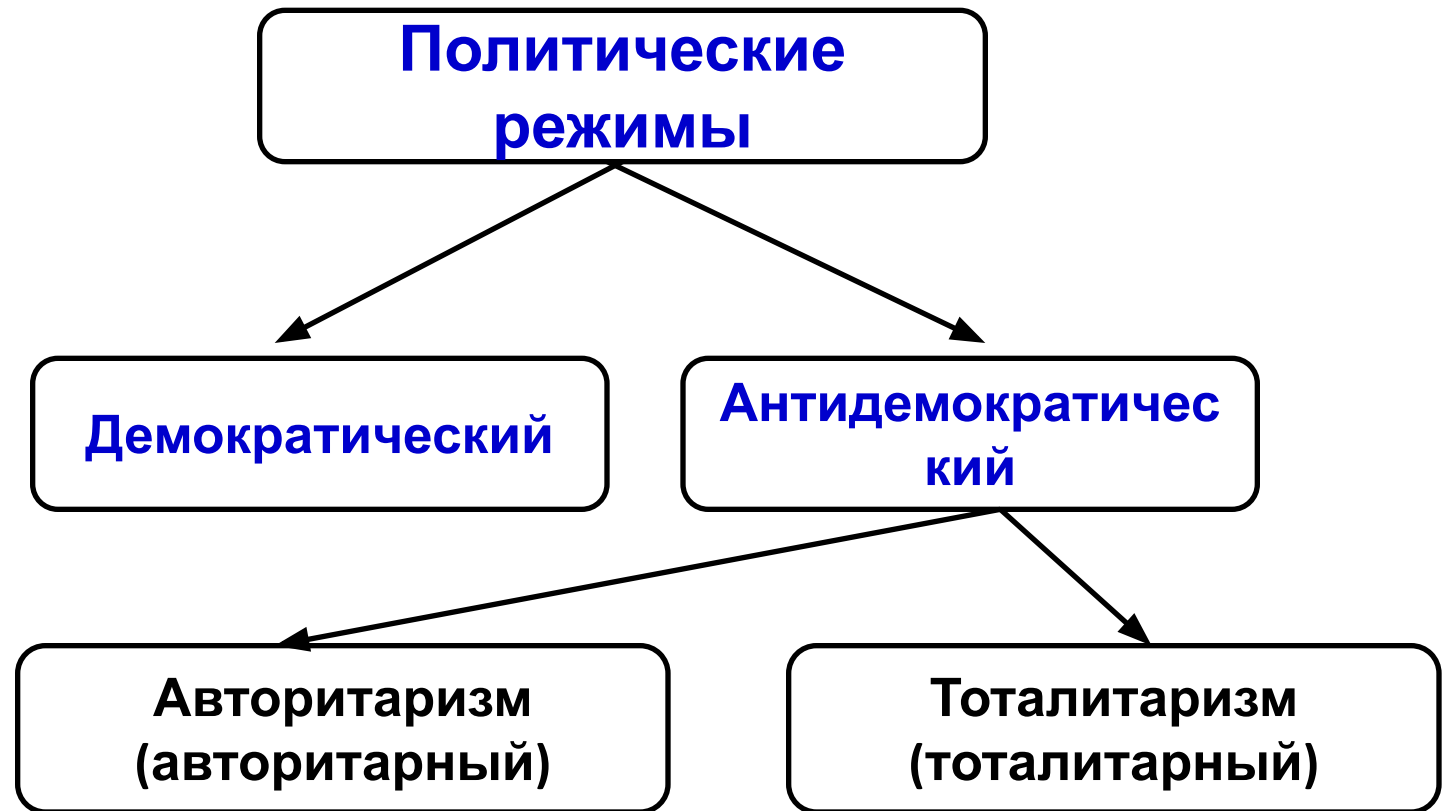 Политические
режимы
Демократический
Антидемократичес
кий
Авторитаризм
(авторитарный)
Тоталитаризм
(тоталитарный)